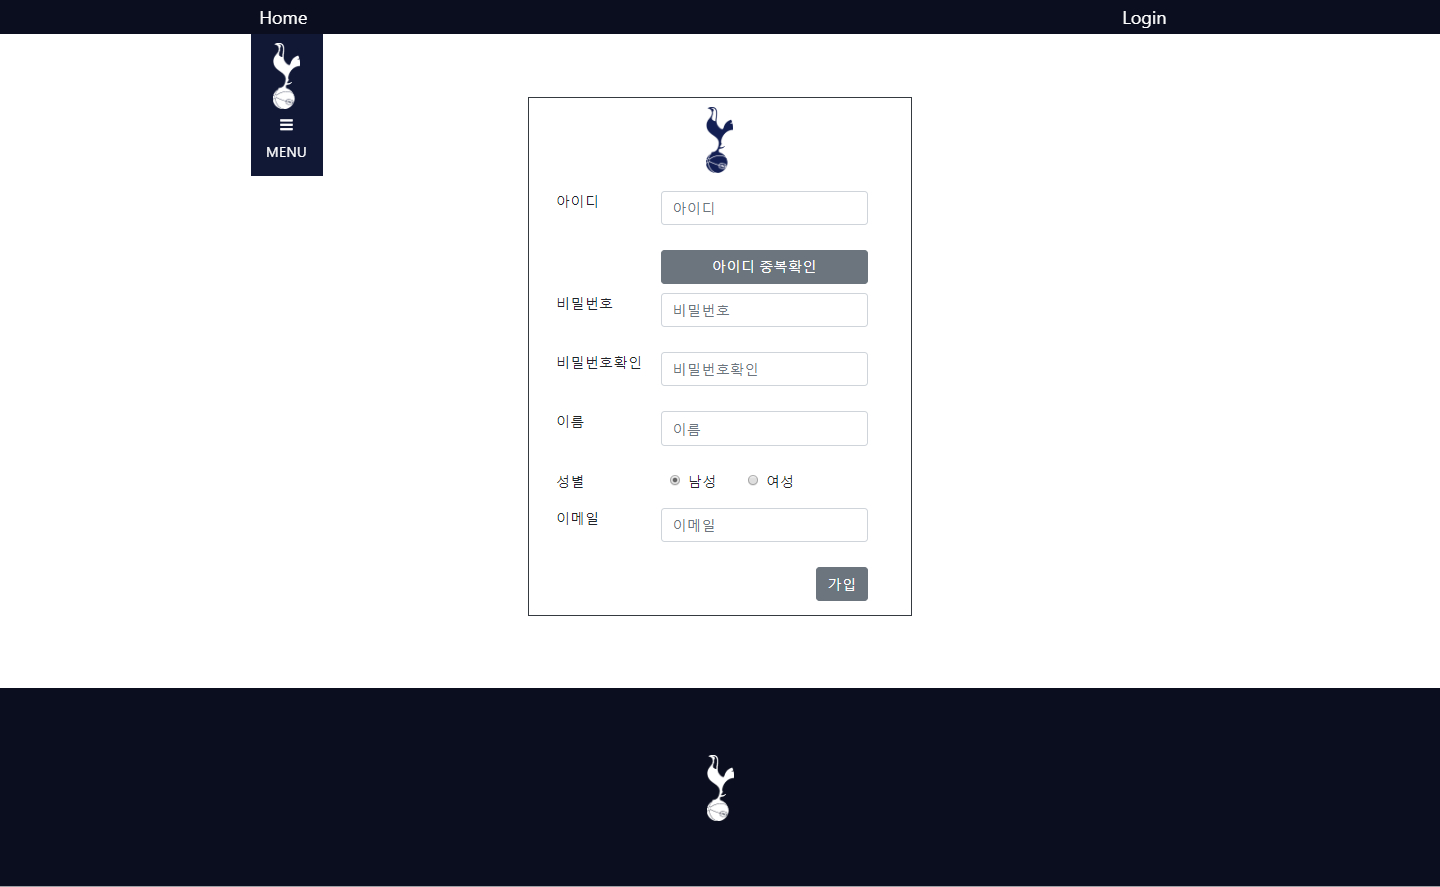 Home Login
MENU
아이디 아이디
아이디 중복확인
비밀번호 비밀번호
비밀번호확인 비밀번호확인
이름 이름
성별 남성 여성
이메일 이메일
가입